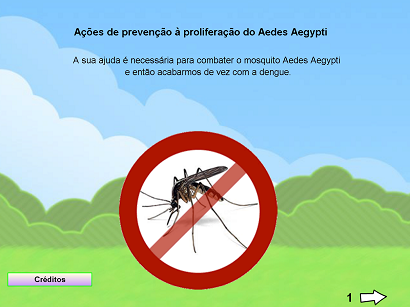 Ações de prevenção à proliferação do Aedes Aegypti
A sua ajuda é necessária para combater o mosquito Aedes Aegypti
e então acabarmos de vez com a dengue.
Créditos
1